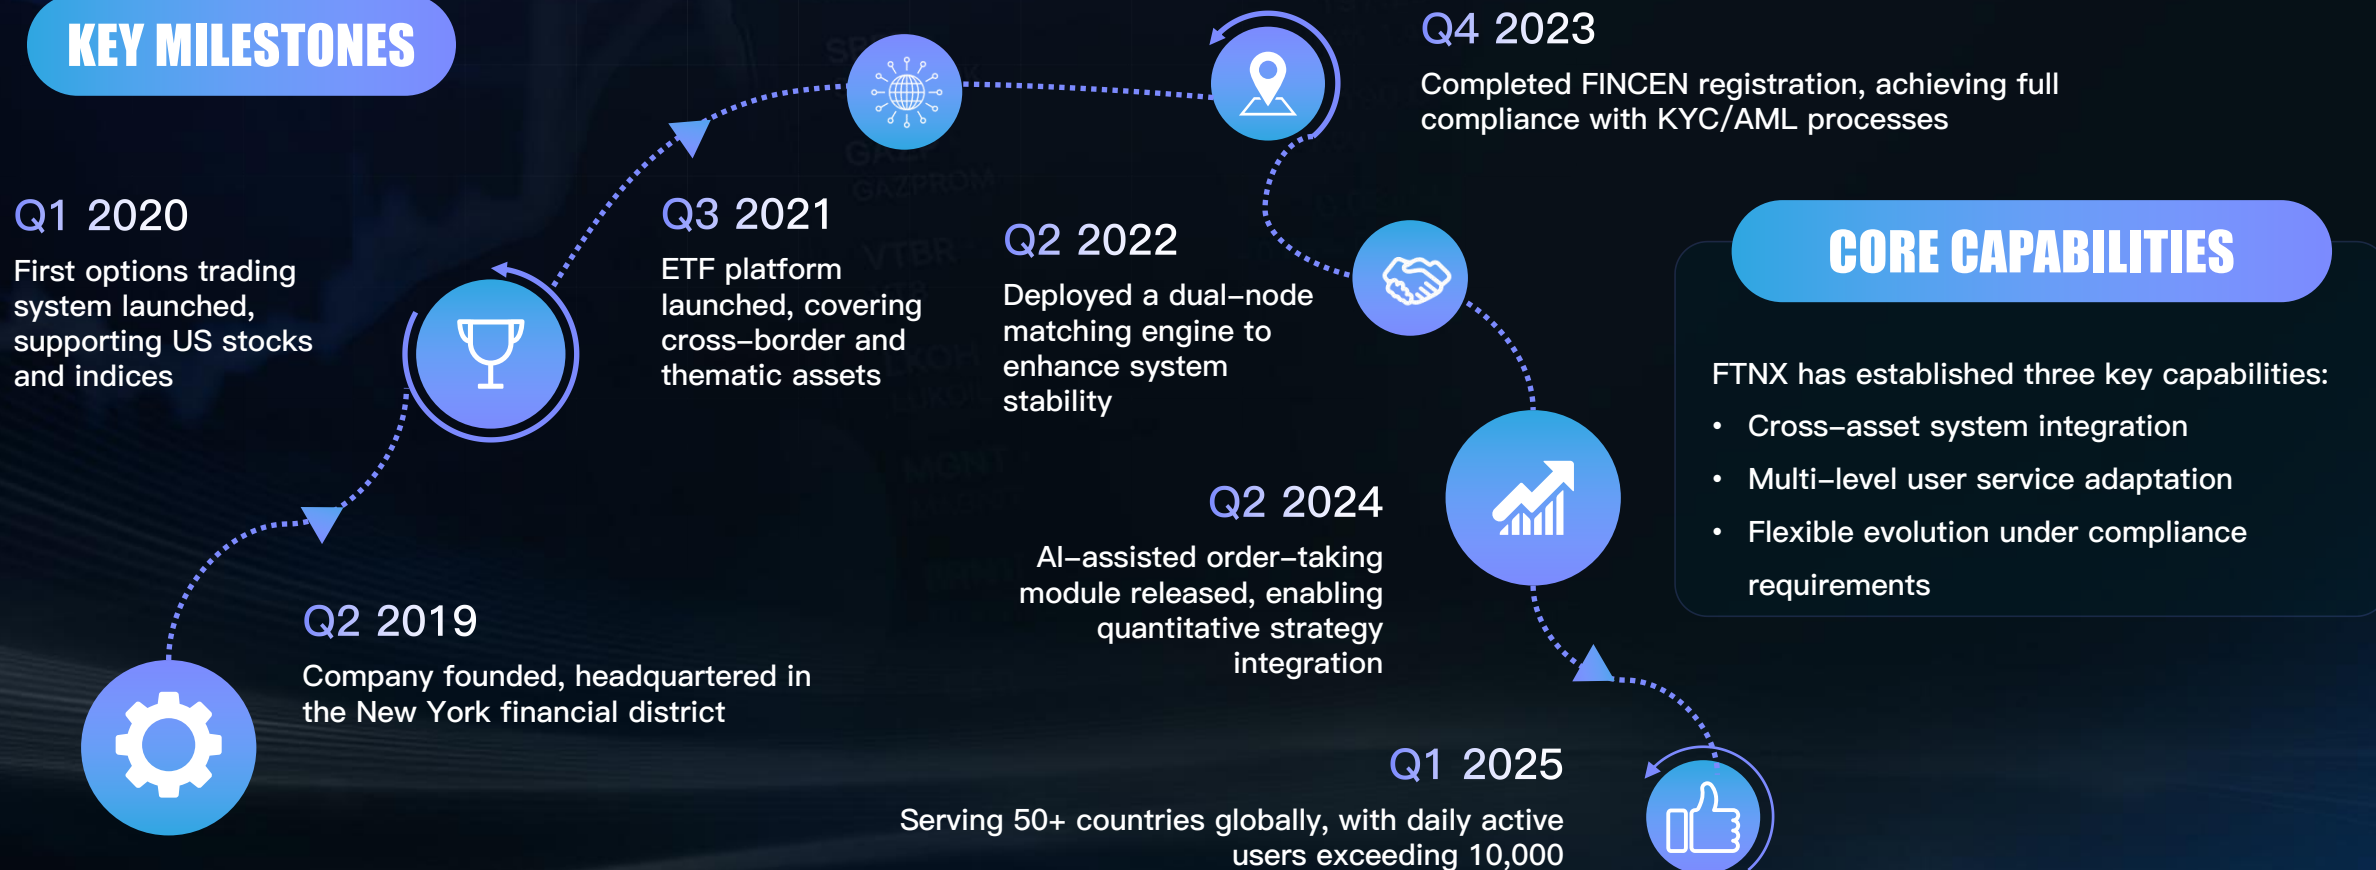 KEY MILESTONES
Q2 2019
Company founded, headquartered in
the New York financial district
Q1 2020
First options trading
system launched,
supporting US stocks
and indices
Q3 2021
ETF platform
launched, covering
cross-border and
thematic assets
Q2 2022
Deployed a dual-node
matching engine to
enhance system
stability
Q4 2023
Completed FINCEN registration, achieving full
compliance with KYC/AML processes
Q2 2024
AI-assisted order-taking
module released, enabling
quantitative strategy
integration
Q1 2025
Serving 50+ countries globally, with daily active
users exceeding 10,000
CORE CAPABILITIES
FTNX has established three key capabilities:
• Cross-asset system integration
• Multi-level user service adaptation
• Flexible evolution under compliance
requirements
GAZPROM
VTBR
MGNT